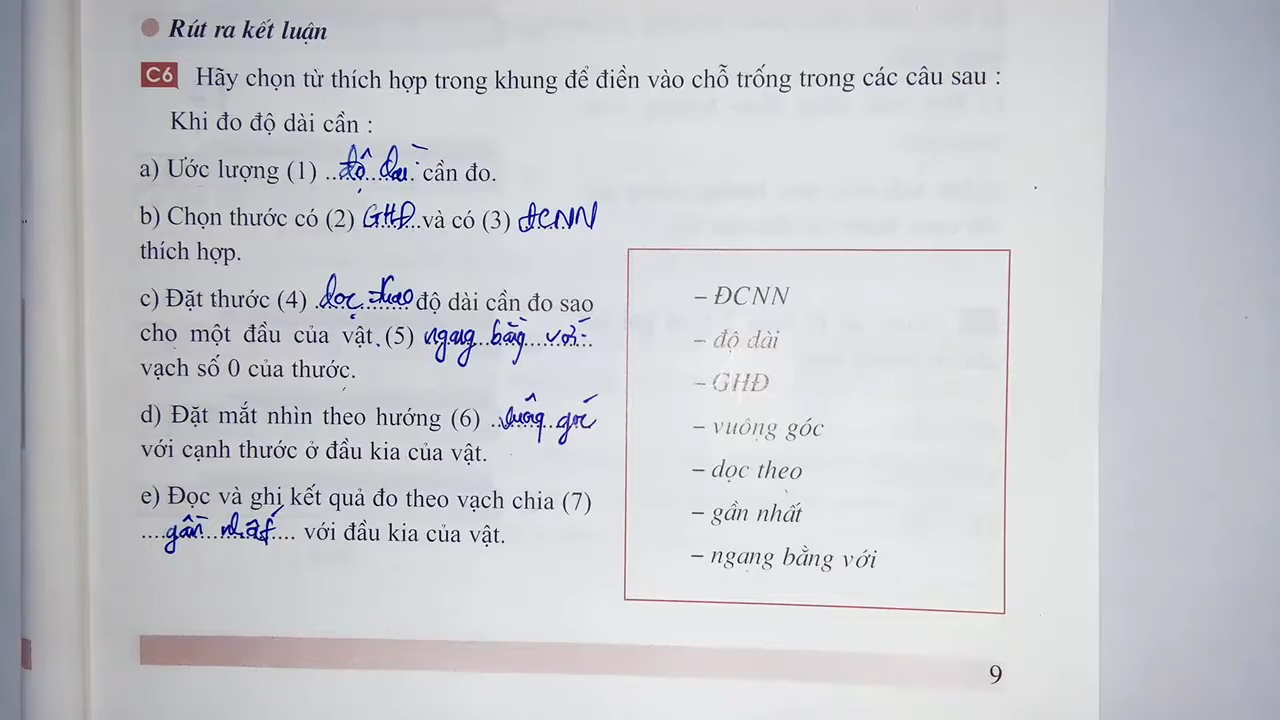 Rút ra kết luận
C6 Hãy chọn từ thích hợp trong khung để điền vào chỗ trống trong các câu sau :
Khi đo độ dài cần :
a) Ước lượng (1) ..độ dài. cần đo.
b) Chọn thước có (2) GHĐ...và có (3) ĐCNN
thích hợp.
c) Đặt thước (4) .dọc theo độ dài cần đo sao
cho một đầu của vật (5) ngang bằng với
vạch số 0 của thước.
d) Đặt mắt nhìn theo hướng (6) ..vuông góc
với cạnh thước ở đầu kia của vật.
e) Đọc và ghi kết quả đo theo vạch chia (7)
....gần nhất.... với đầu kia của vật.
– ĐCNN
– độ dài
– GHĐ
– vuông góc
– dọc theo
– gần nhất
– ngang bằng với
9